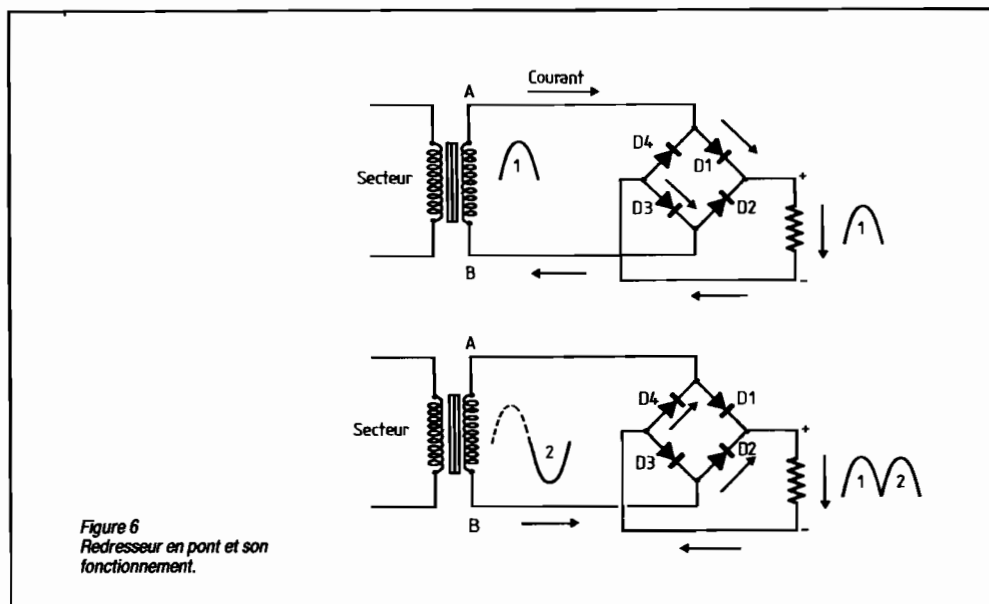 Courant
A
D4
D1
1
Secteur
+
D3
D2
1
B
-
A
D4
D1
Secteur
+
2
D3
D2
1 2
B
-
Figure 6
Redresseur en pont et son
fonctionnement.